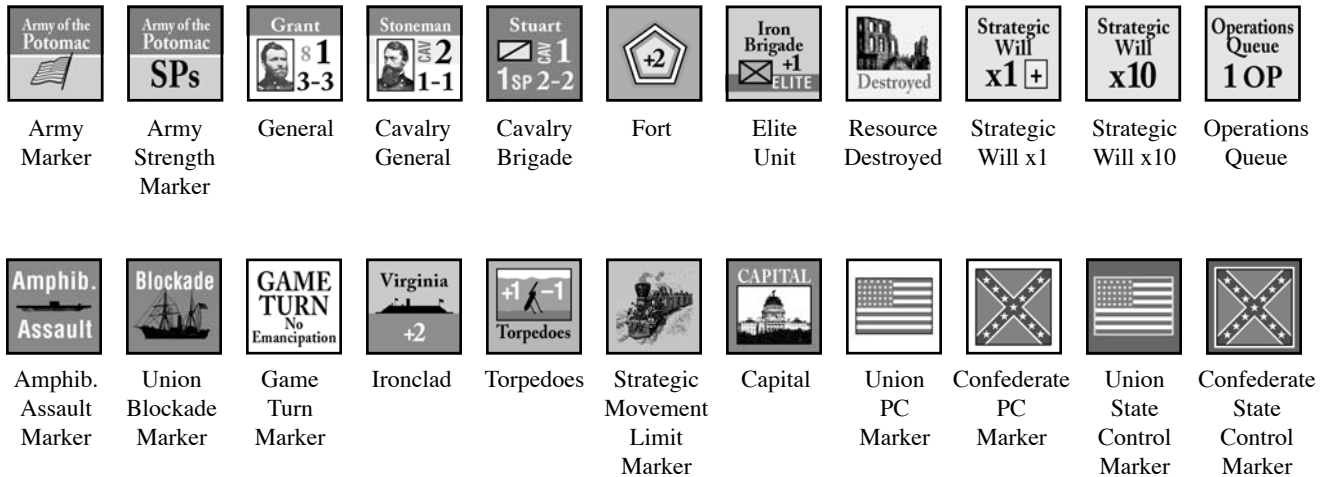 Army of the
Potomac
Army of the
Potomac
SPs
Grant
8 1
3-3
Stoneman
CAV 2
1-1
Stuart
CAV 1
1SP 2-2
+2
Iron
Brigade
+1
ELITE
Destroyed
Strategic
Will
x1 +
Strategic
Will
x10
Operations
Queue
1 OP
Army
Marker
Army
Strength
Marker
General
Cavalry
General
Cavalry
Brigade
Fort
Elite
Unit
Resource
Destroyed
Strategic
Will x1
Strategic
Will x10
Operations
Queue
Amphib.
Assault
Blockade
GAME
TURN
No
Emancipation
Virginia
+2
+1 -1
Torpedoes
CAPITAL
Amphib.
Assault
Marker
Union
Blockade
Marker
Game
Turn
Marker
Ironclad
Torpedoes
Strategic
Movement
Limit
Marker
Capital
Union
PC
Marker
Confederate
PC
Marker
Union
State
Control
Marker
Confederate
State
Control
Marker